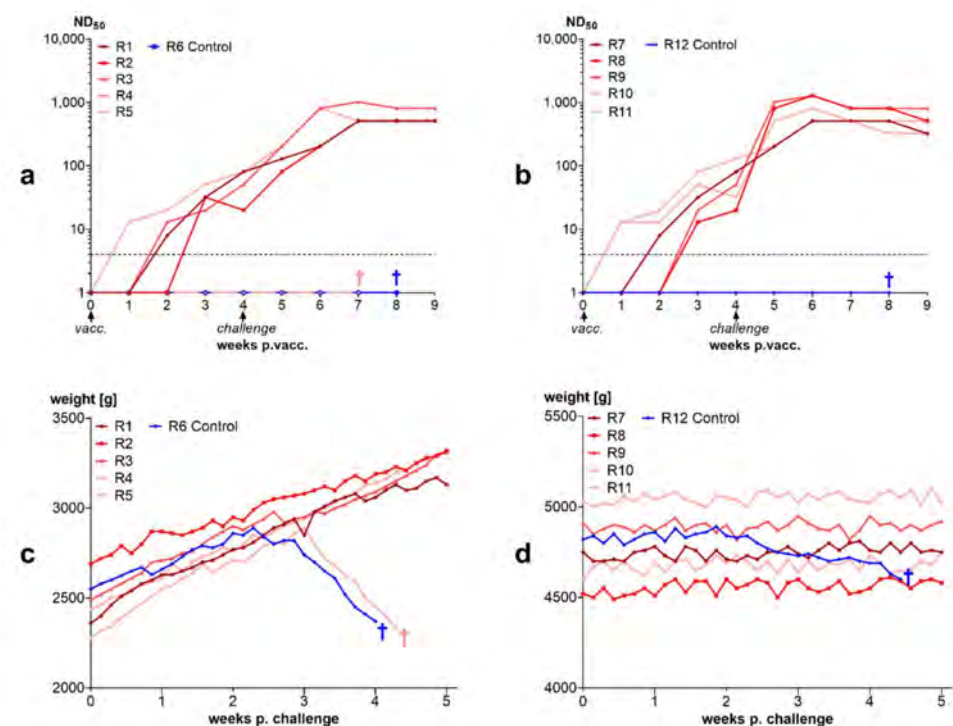 ND50
10,000
1,000
100
10
1
R1
R2
R3
R4
R5
R6 Control
a
†
†
0 1 2 3 4 5 6 7 8 9
vacc.
challenge
weeks p.vacc.
ND50
10,000
1,000
100
10
1
R7
R8
R9
R10
R11
R12 Control
b
†
0 1 2 3 4 5 6 7 8 9
vacc.
challenge
weeks p.vacc.
weight [g]
3500
3000
2500
2000
R1
R2
R3
R4
R5
R6 Control
c
†
†
0 1 2 3 4 5
weeks p. challenge
weight [g]
5500
5000
4500
4000
R7
R8
R9
R10
R11
R12 Control
d
†
0 1 2 3 4 5
weeks p. challenge